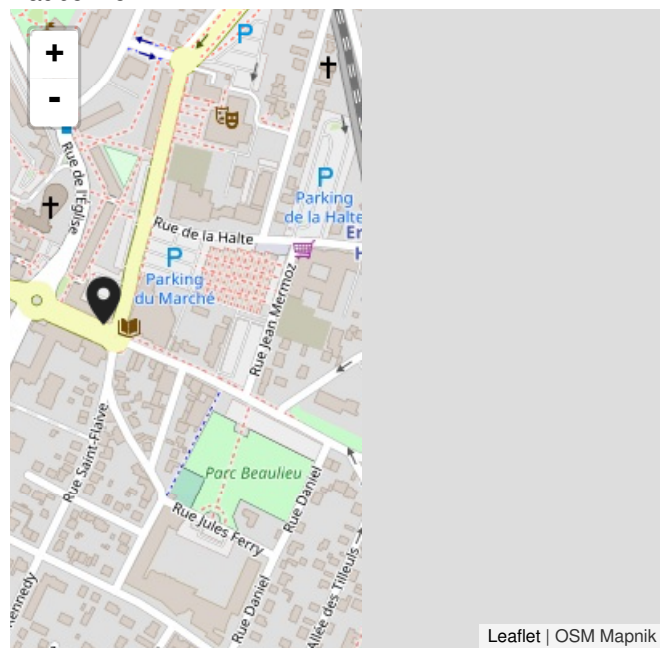 +
-
P
Rue de l'Église
P
Parking
de la Halte
Rue de la Halte
P
Parking
du Marché
Rue Jean Mermoz
Rue Saint-Flaive
Parc Beaulieu
Rue Daniel
Rue Jules Ferry
Rue Daniel
Allée des Tilleuls
Leaflet | OSM Mapnik